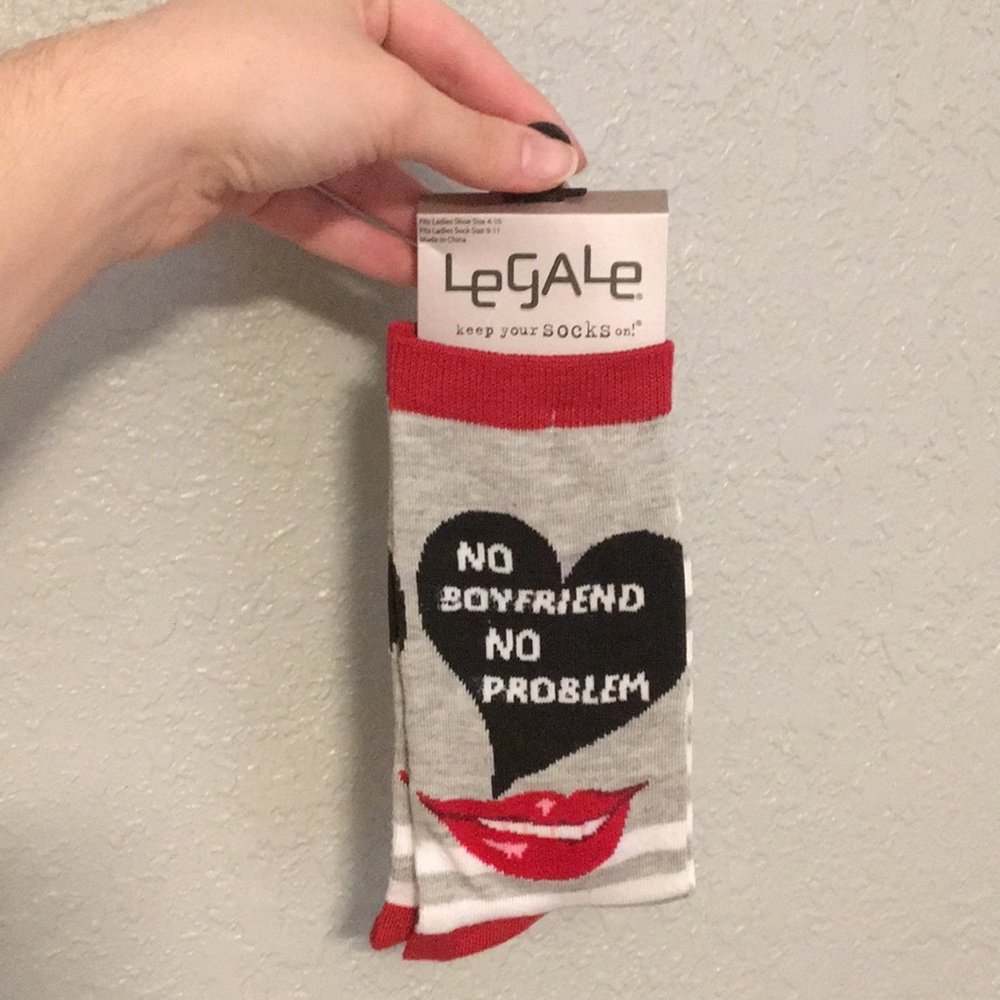 Fits Ladies Shoe Size 4-10
Fits Ladies Sock Size 9-11
Made in China
LeGALe®
keep your socks on!®
NO
BOYFRIEND
NO
PROBLEM